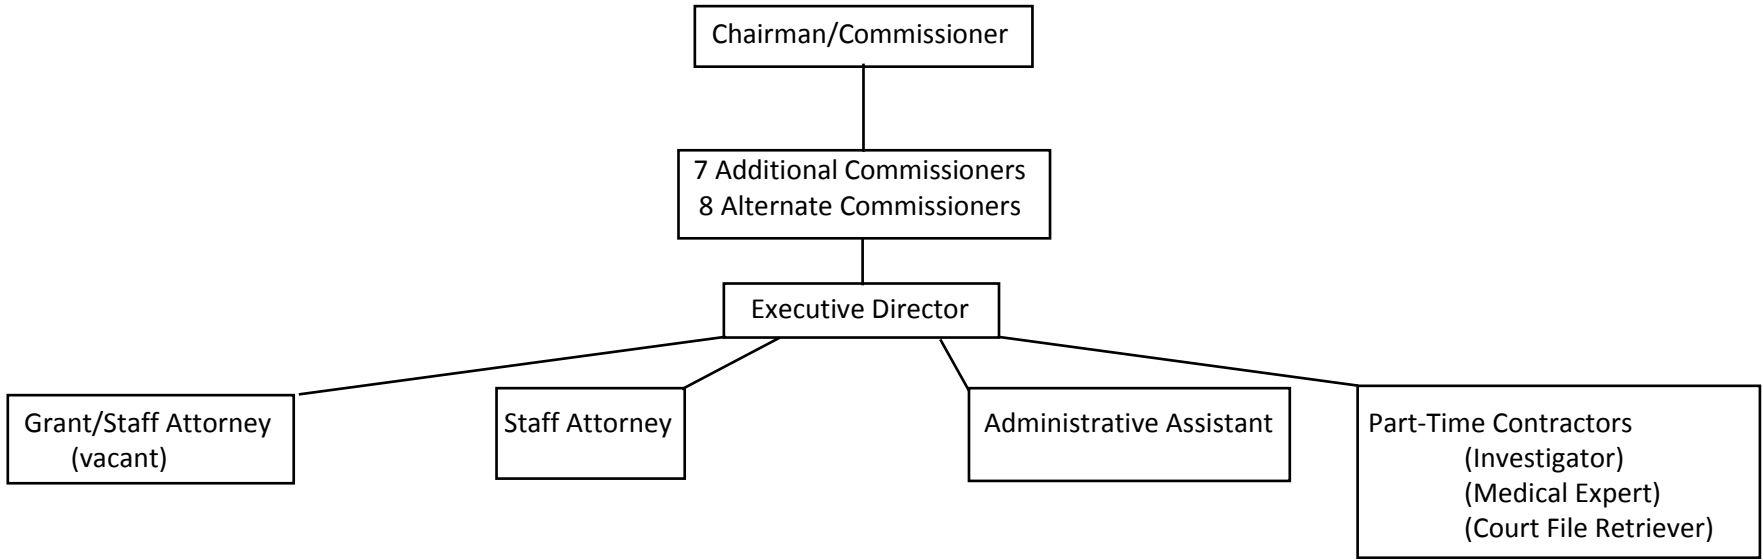 Chairman/Commissioner
7 Additional Commissioners
8 Alternate Commissioners
Executive Director
Grant/Staff Attorney
(vacant)
Staff Attorney
Administrative Assistant
Part-Time Contractors
(Investigator)
(Medical Expert)
(Court File Retriever)